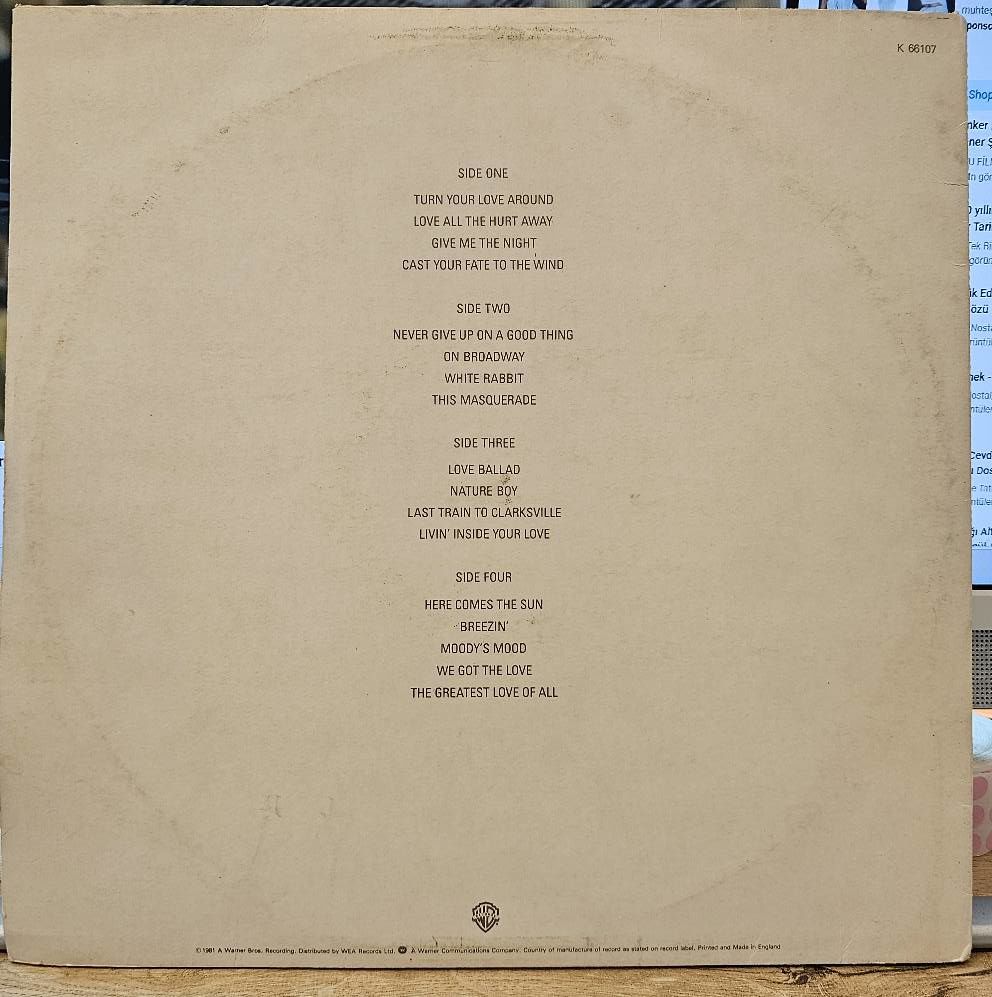 K 66107
SIDE ONE
TURN YOUR LOVE AROUND
LOVE ALL THE HURT AWAY
GIVE ME THE NIGHT
CAST YOUR FATE TO THE WIND
SIDE TWO
NEVER GIVE UP ON A GOOD THING
ON BROADWAY
WHITE RABBIT
THIS MASQUERADE
SIDE THREE
LOVE BALLAD
NATURE BOY
LAST TRAIN TO CLARKSVILLE
LIVIN' INSIDE YOUR LOVE
SIDE FOUR
HERE COMES THE SUN
BREEZIN'
MOODY'S MOOD
WE GOT THE LOVE
THE GREATEST LOVE OF ALL
© 1981 A Warner Bros. Recording. Distributed by WEA Records Ltd. A Warner Communications Company. Country of manufacture of record as stated on record label. Printed and Made in England
Shop